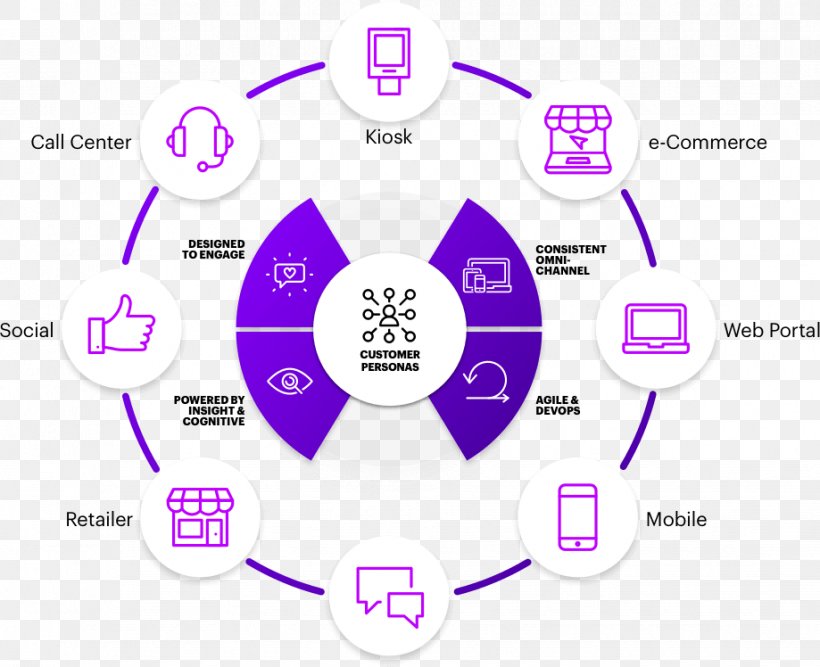 Kiosk
Call Center
e-Commerce
DESIGNED
TO ENGAGE
CONSISTENT
OMNI-
CHANNEL
Social
CUSTOMER
PERSONAS
Web Portal
POWERED BY
INSIGHT &
COGNITIVE
AGILE &
DEVOPS
Retailer
Mobile